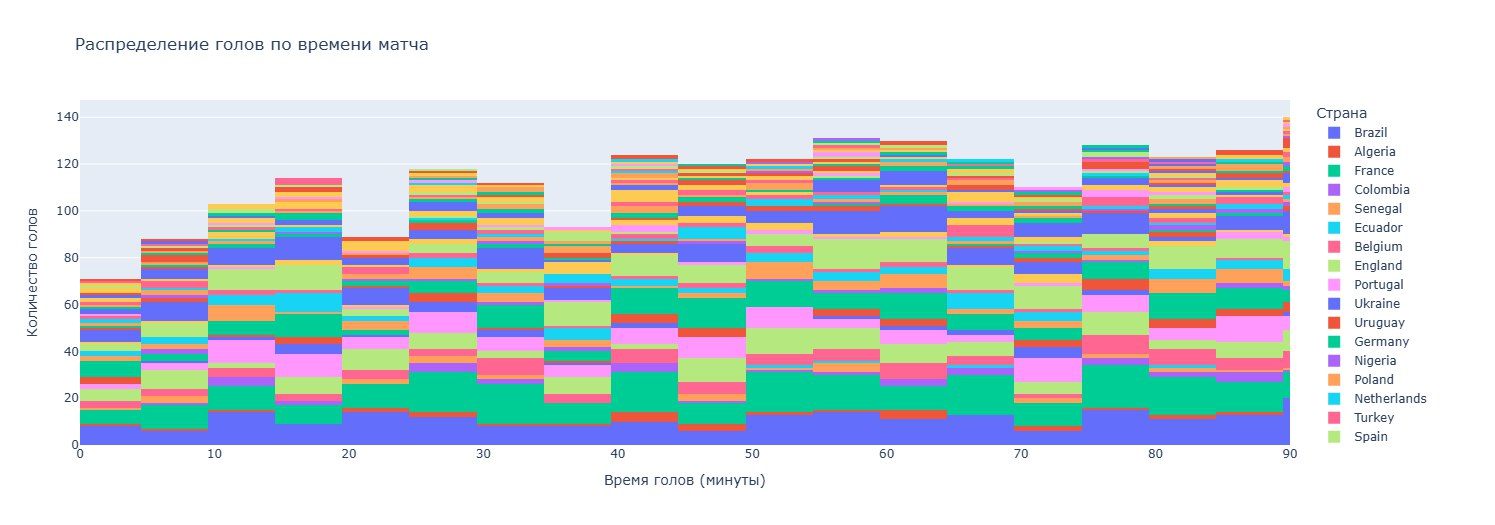 Распределение голов по времени матча
Количество голов
140
120
100
80
60
40
20
0
0 10 20 30 40 50 60 70 80 90
Время голов (минуты)
Страна
Brazil
Algeria
France
Colombia
Senegal
Ecuador
Belgium
England
Portugal
Ukraine
Uruguay
Germany
Nigeria
Poland
Netherlands
Turkey
Spain